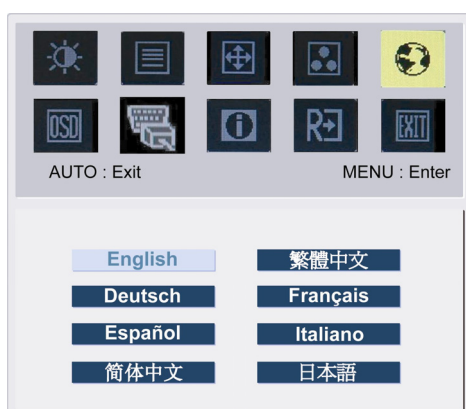 OSD i R EXIT
AUTO : Exit MENU : Enter
English 繁體中文
Deutsch Français
Español Italiano
简体中文 日本語